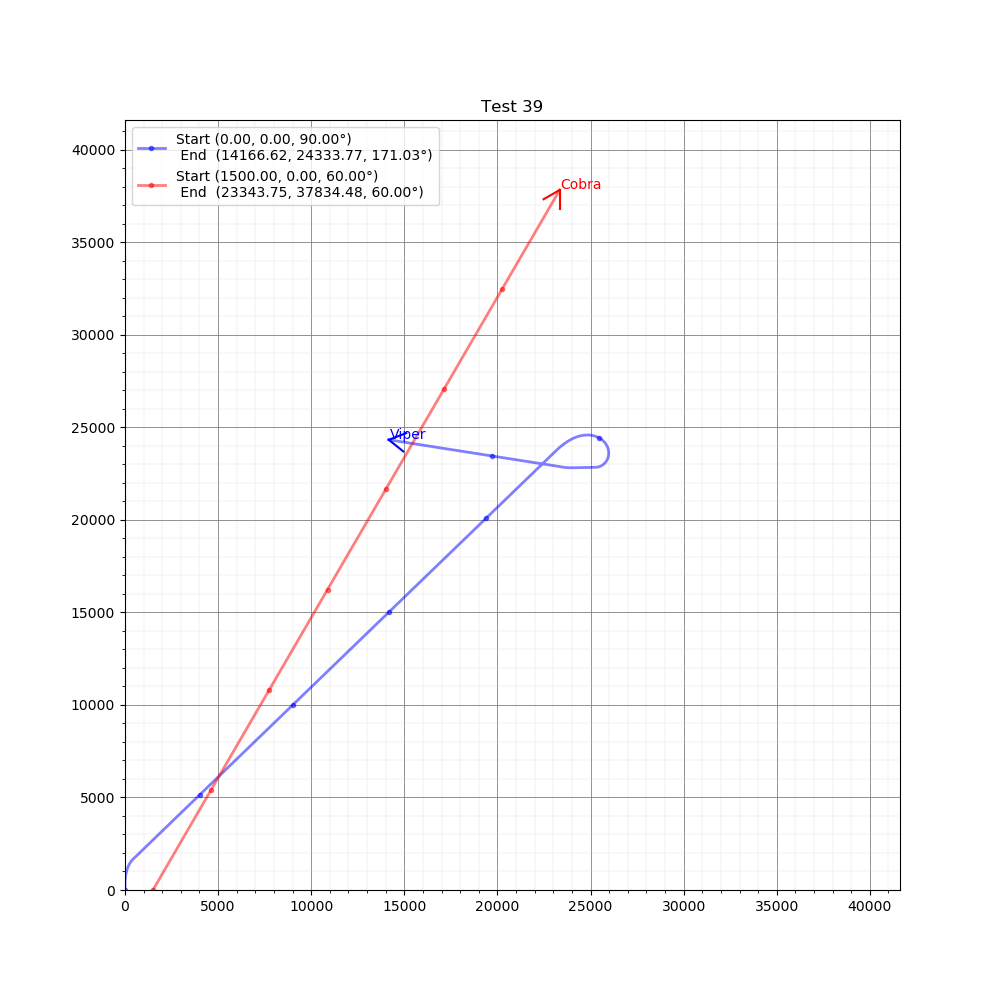 Test 39
Start (0.00, 0.00, 90.00°)
End (14166.62, 24333.77, 171.03°)
Start (1500.00, 0.00, 60.00°)
End (23343.75, 37834.48, 60.00°)
Cobra
Viper
40000
35000
30000
25000
20000
15000
10000
5000
0
0 5000 10000 15000 20000 25000 30000 35000 40000